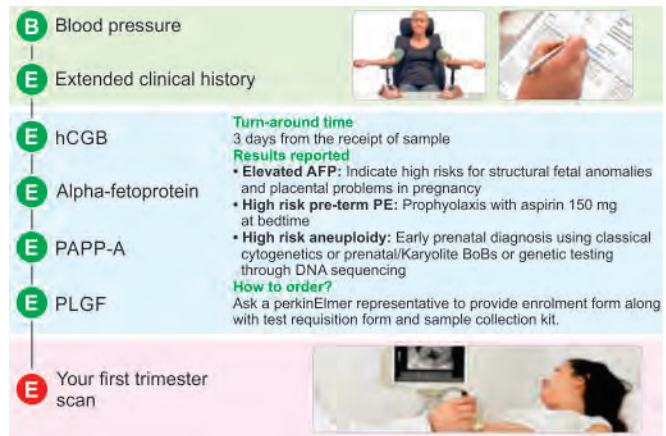 B Blood pressure
E Extended clinical history
E hCGB
E Alpha-fetoprotein
E PAPP-A
E PLGF
Turn-around time
3 days from the receipt of sample
Results reported
• Elevated AFP: Indicate high risks for structural fetal anomalies
and placental problems in pregnancy
• High risk pre-term PE: Prophyolaxis with aspirin 150 mg
at bedtime
• High risk aneuploidy: Early prenatal diagnosis using classical
cytogenetics or prenatal/Karyolite BoBs or genetic testing
through DNA sequencing
How to order?
Ask a perkinElmer representative to provide enrolment form along
with test requisition form and sample collection kit.
E Your first trimester
scan